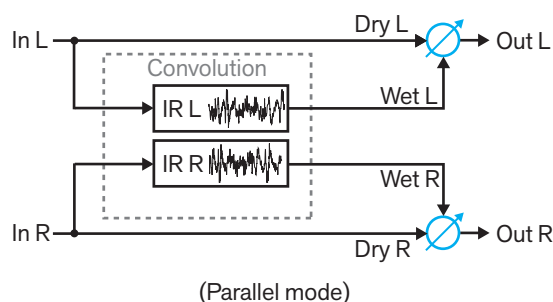 Dry L
In L
Out L
Convolution
Wet L
IR L
IR R
Wet R
In R
Out R
Dry R
(Parallel mode)